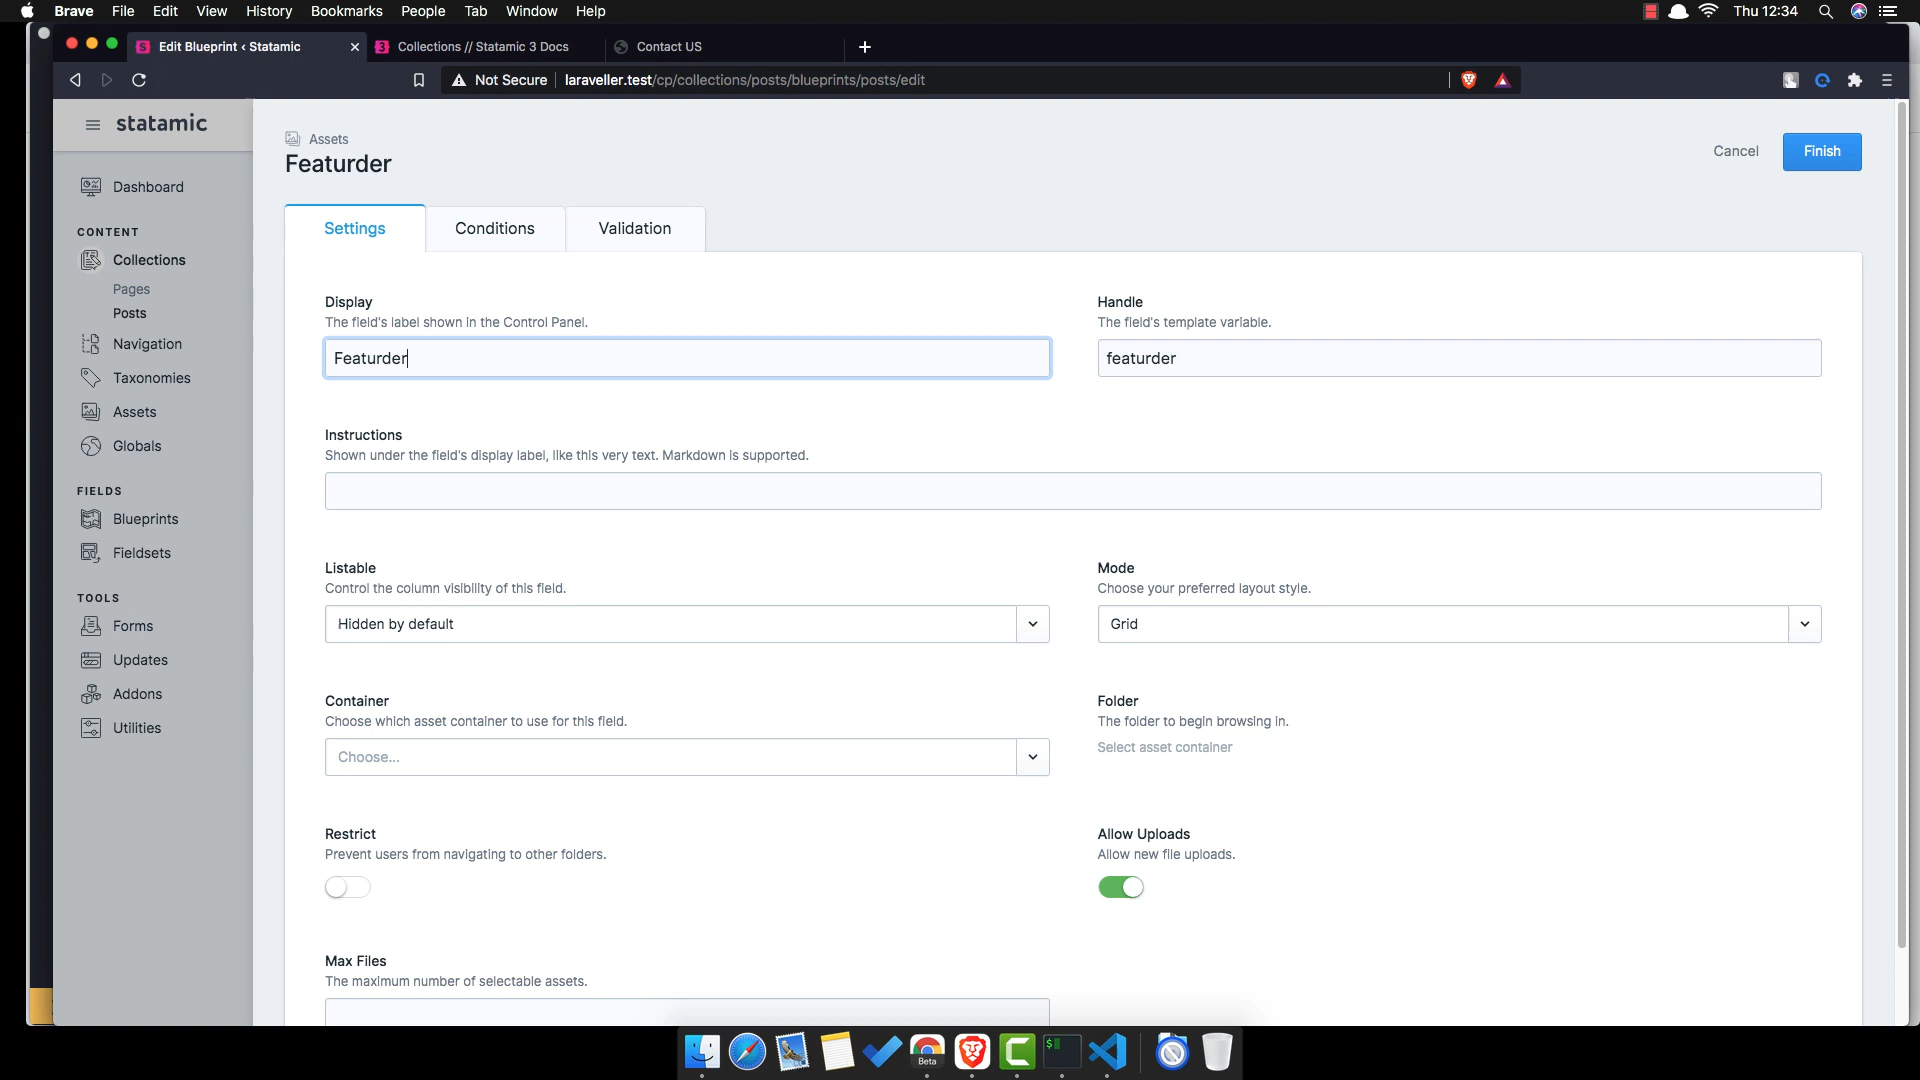 Brave File Edit View History Bookmarks People Tab Window Help Thu 12:34
Edit Blueprint ‹ Statamic Collections // Statamic 3 Docs Contact US
Not Secure laraveller.test/cp/collections/posts/blueprints/posts/edit
statamic
Dashboard
CONTENT
Collections
Pages
Posts
Navigation
Taxonomies
Assets
Globals
FIELDS
Blueprints
Fieldsets
TOOLS
Forms
Updates
Addons
Utilities
Assets
Featurder
Cancel Finish
Settings Conditions Validation
Display
The field's label shown in the Control Panel.
Featurder
Handle
The field's template variable.
featurder
Instructions
Shown under the field's display label, like this very text. Markdown is supported.
Listable
Control the column visibility of this field.
Hidden by default
Mode
Choose your preferred layout style.
Grid
Container
Choose which asset container to use for this field.
Choose...
Folder
The folder to begin browsing in.
Select asset container
Restrict
Prevent users from navigating to other folders.
Allow Uploads
Allow new file uploads.
Max Files
The maximum number of selectable assets.
Beta
$